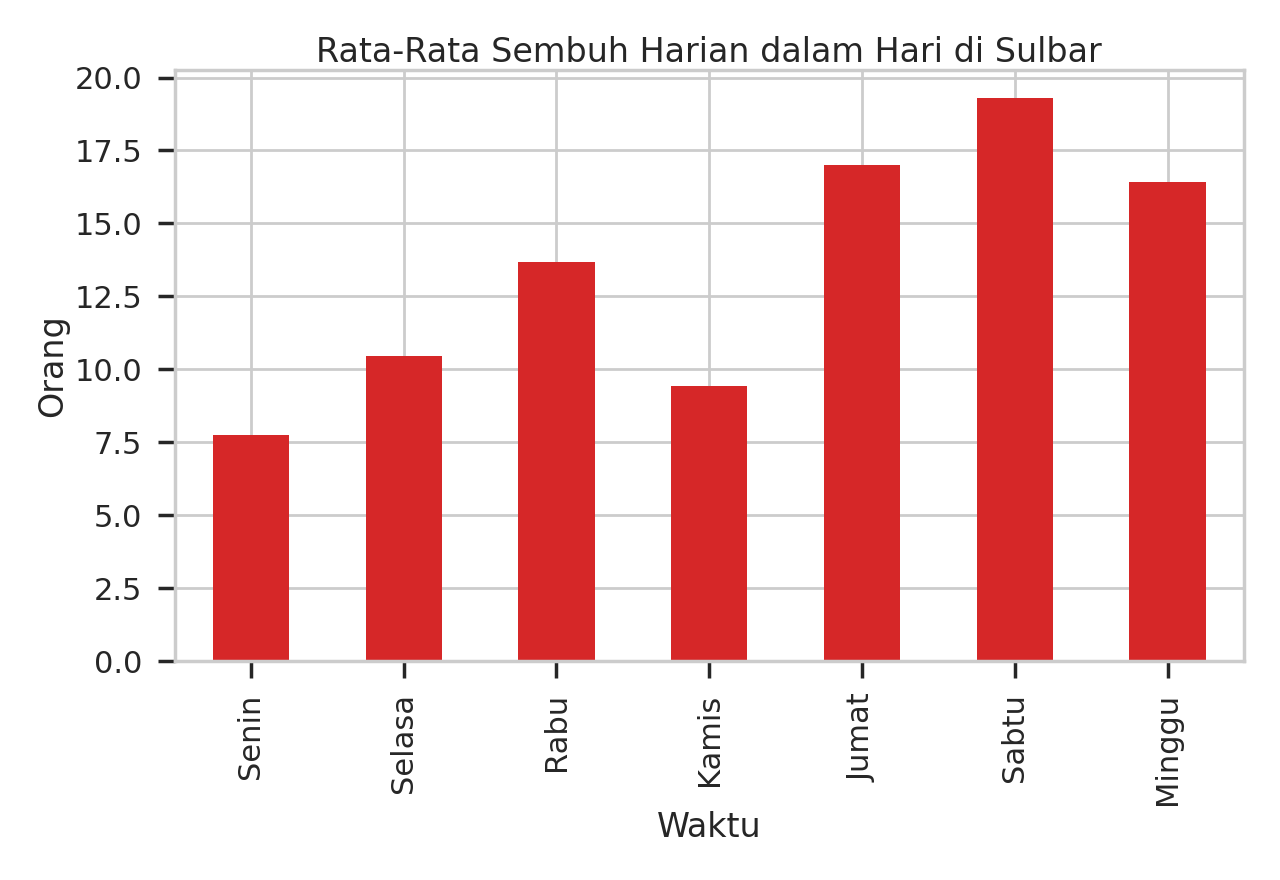 Rata-Rata Sembuh Harian dalam Hari di Sulbar
20.0
17.5
15.0
12.5
10.0
7.5
5.0
2.5
0.0
Orang
Senin
Selasa
Rabu
Kamis
Jumat
Sabtu
Minggu
Waktu